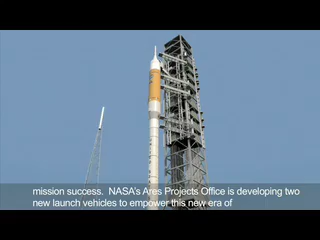 mission success.  NASA's Ares Projects Office is developing two
new launch vehicles to empower this new era of